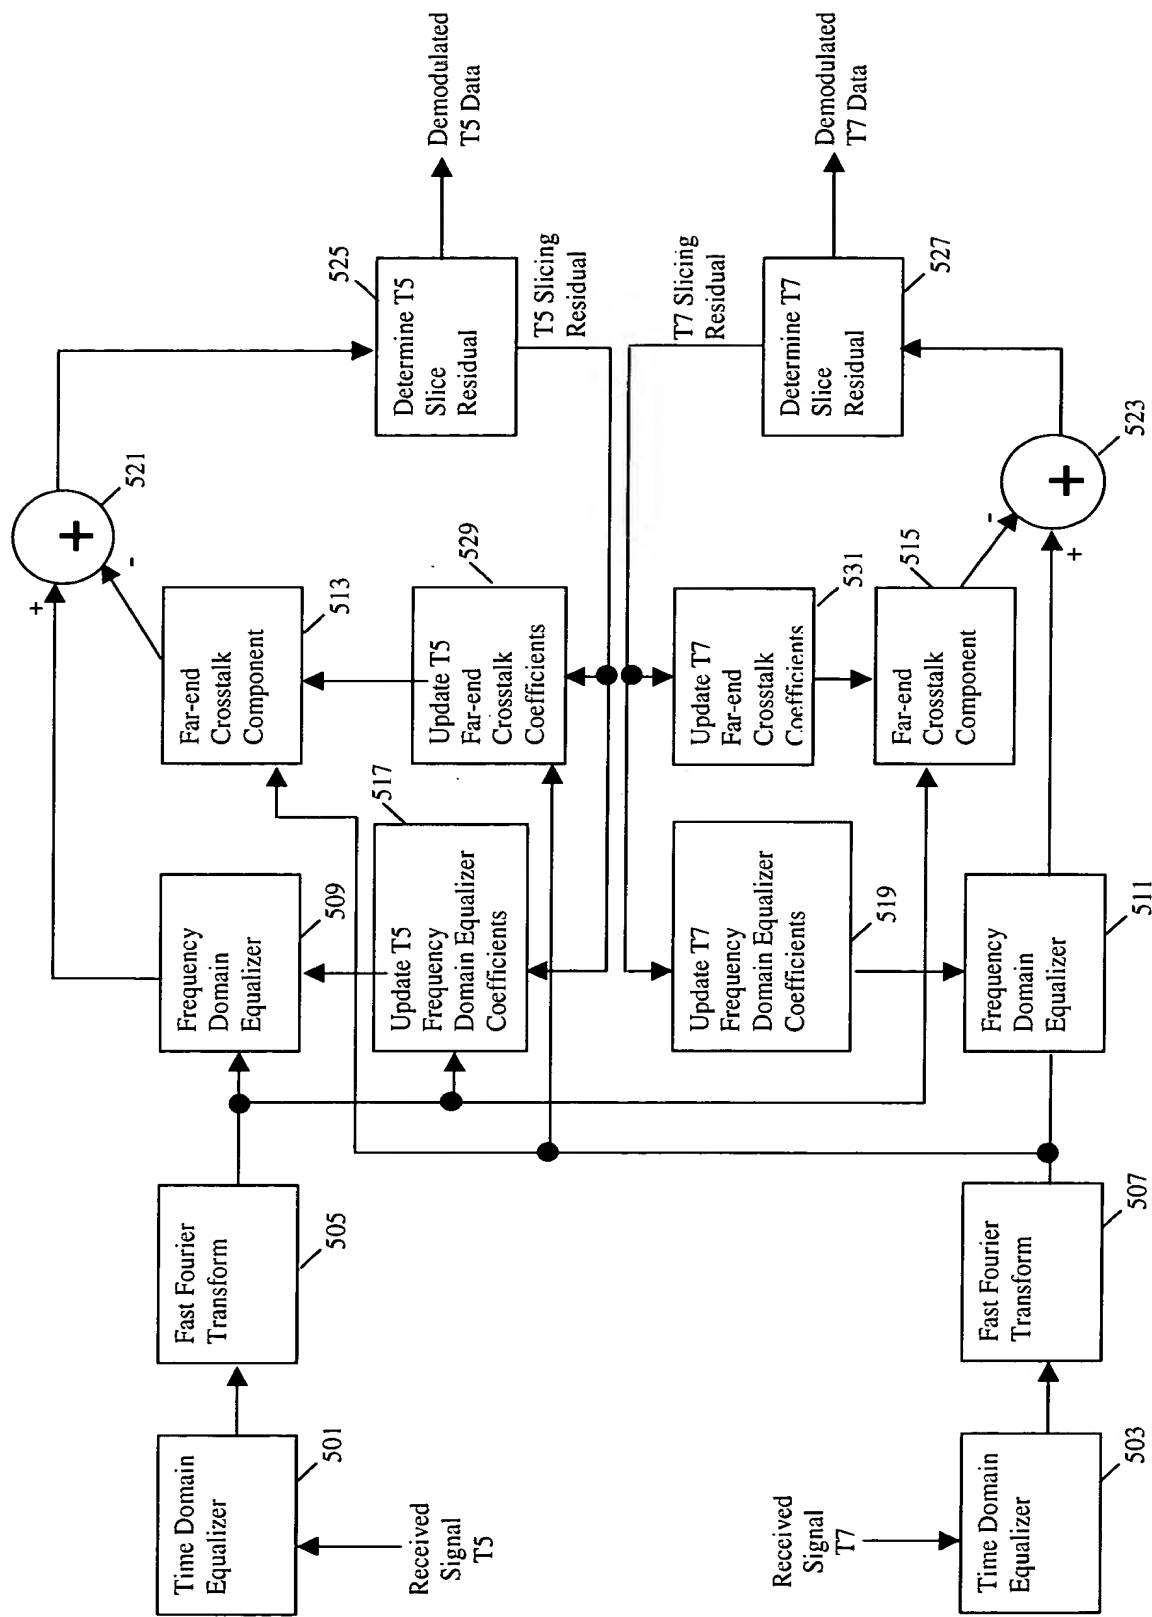 Time Domain
Equalizer
501
Received
Signal
T5
Fast Fourier
Transform
505
Frequency
Domain
Equalizer
509
Update T5
Frequency
Domain Equalizer
Coefficients
517
Far-end
Crosstalk
Component
513
Update T5
Far-end
Crosstalk
Coefficients
529
+
-
+
521
Determine T5
Slice
Residual
525
T5 Slicing
Residual
Demodulated
T5 Data
Received
Signal
T7
Time Domain
Equalizer
503
Fast Fourier
Transform
507
Update T7
Frequency
Domain Equalizer
Coefficients
519
Frequency
Domain
Equalizer
511
Update T7
Far-end
Crosstalk
Coefficients
531
Far-end
Crosstalk
Component
515
-
+
+
523
T7 Slicing
Residual
Determine T7
Slice
Residual
527
Demodulated
T7 Data